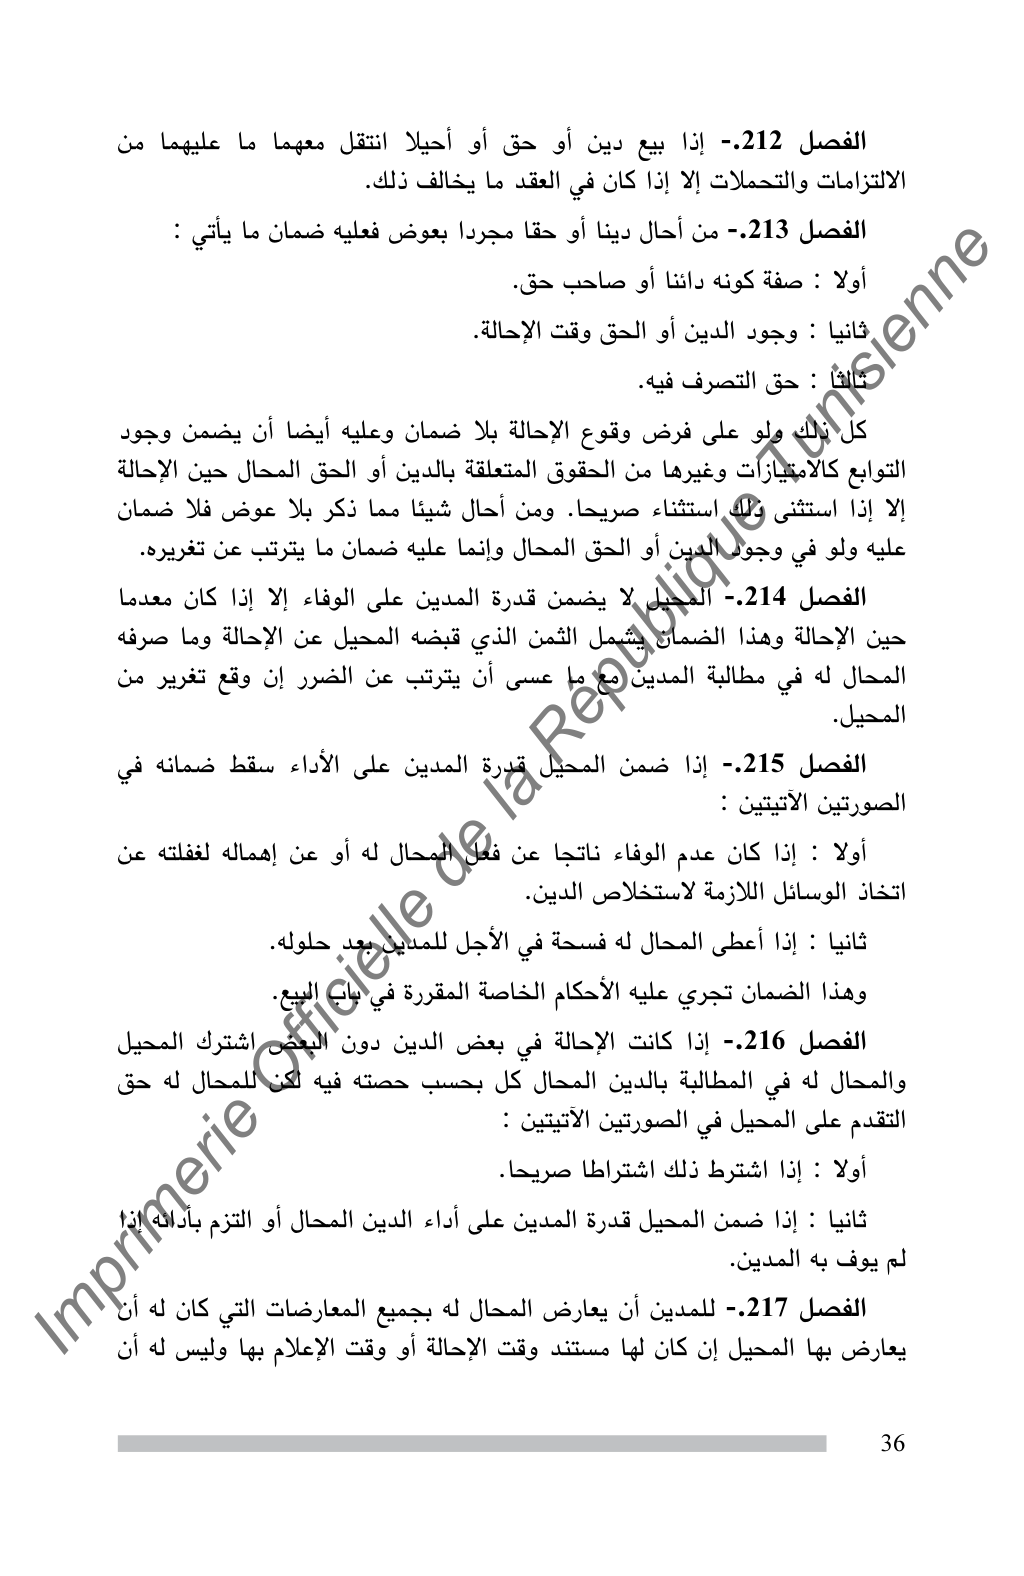 الفصل 212.- إذا بيع دين أو حق أو أحيلا انتقل معهما ما عليهما من
الالتزامات والتحملات إلا إذا كان في العقد ما يخالف ذلك.
الفصل 213.- من أحال دينا أو حقا مجردا بعوض فعليه ضمان ما يأتي :
أولا : صفة كونه دائنا أو صاحب حق.
ثانيا : وجود الدين أو الحق وقت الإحالة.
ثالثا : حق التصرف فيه.
كل ذلك ولو على فرض وقوع الإحالة بلا ضمان وعليه أيضا أن يضمن وجود
التوابع كالامتيازات وغيرها من الحقوق المتعلقة بالدين أو الحق المحال حين الإحالة
إلا إذا استثنى ذلك استثناء صريحا. ومن أحال شيئا مما ذكر بلا عوض فلا ضمان
عليه ولو في وجود الدين أو الحق المحال وإنما عليه ضمان ما يترتب عن تغريره.
الفصل 214.- المحيل لا يضمن قدرة المدين على الوفاء إلا إذا كان معدما
حين الإحالة وهذا الضمان يشمل الثمن الذي قبضه المحيل عن الإحالة وما صرفه
المحال له في مطالبة المدين مع ما عسى أن يترتب عن الضرر إن وقع تغرير من
المحيل.
الفصل 215.- إذا ضمن المحيل قدرة المدين على الأداء سقط ضمانه في
الصورتين الآتيتين :
أولا : إذا كان عدم الوفاء ناتجا عن فعل المحال له أو عن إهماله لغفلته عن
اتخاذ الوسائل اللازمة لاستخلاص الدين.
ثانيا : إذا أعطى المحال له فسحة في الأجل للمدين بعد حلوله.
وهذا الضمان تجري عليه الأحكام الخاصة المقررة في باب البيع.
الفصل 216.- إذا كانت الإحالة في بعض الدين دون البعض اشترك المحيل
والمحال له في المطالبة بالدين المحال كل بحسب حصته فيه لكن للمحال له حق
التقدم على المحيل في الصورتين الآتيتين :
أولا : إذا اشترط ذلك اشتراطا صريحا.
ثانيا : إذا ضمن المحيل قدرة المدين على أداء الدين المحال أو التزم بأدائه إذا
لم يوف به المدين.
الفصل 217.- للمدين أن يعارض المحال له بجميع المعارضات التي كان له أن
يعارض بها المحيل إن كان لها مستند وقت الإحالة أو وقت الإعلام بها وليس له أن
36
Imprimerie Officielle de la République Tunisienne